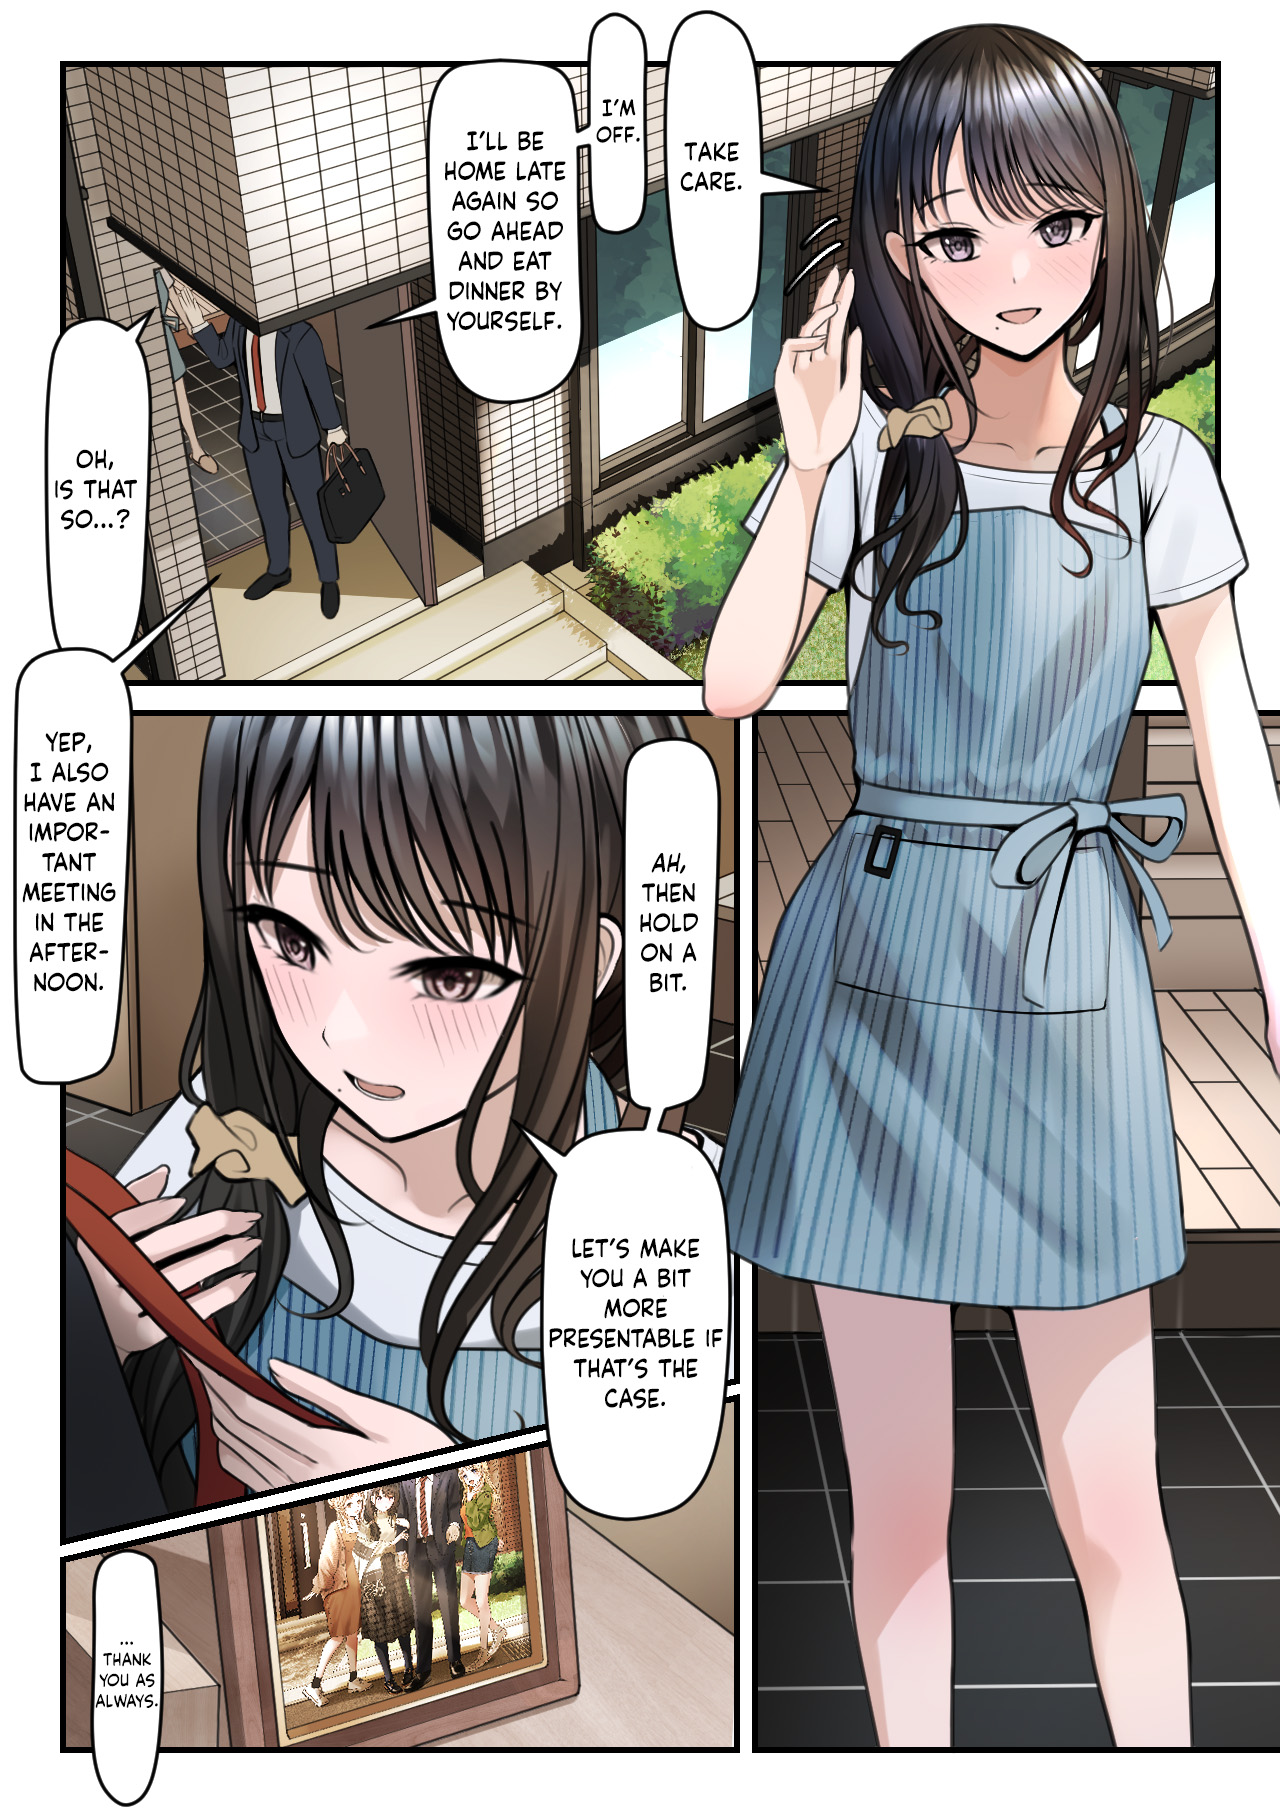 I'M
OFF.
TAKE
CARE.
I'LL BE
HOME LATE
AGAIN SO
GO AHEAD
AND EAT
DINNER BY
YOURSELF.
OH,
IS THAT
SO...?
YEP,
I ALSO
HAVE AN
IMPOR-
TANT
MEETING
IN THE
AFTER-
NOON.
AH,
THEN
HOLD
ON A
BIT.
LET'S MAKE
YOU A BIT
MORE
PRESENTABLE IF
THAT'S THE
CASE.
...
THANK
YOU AS
ALWAYS.